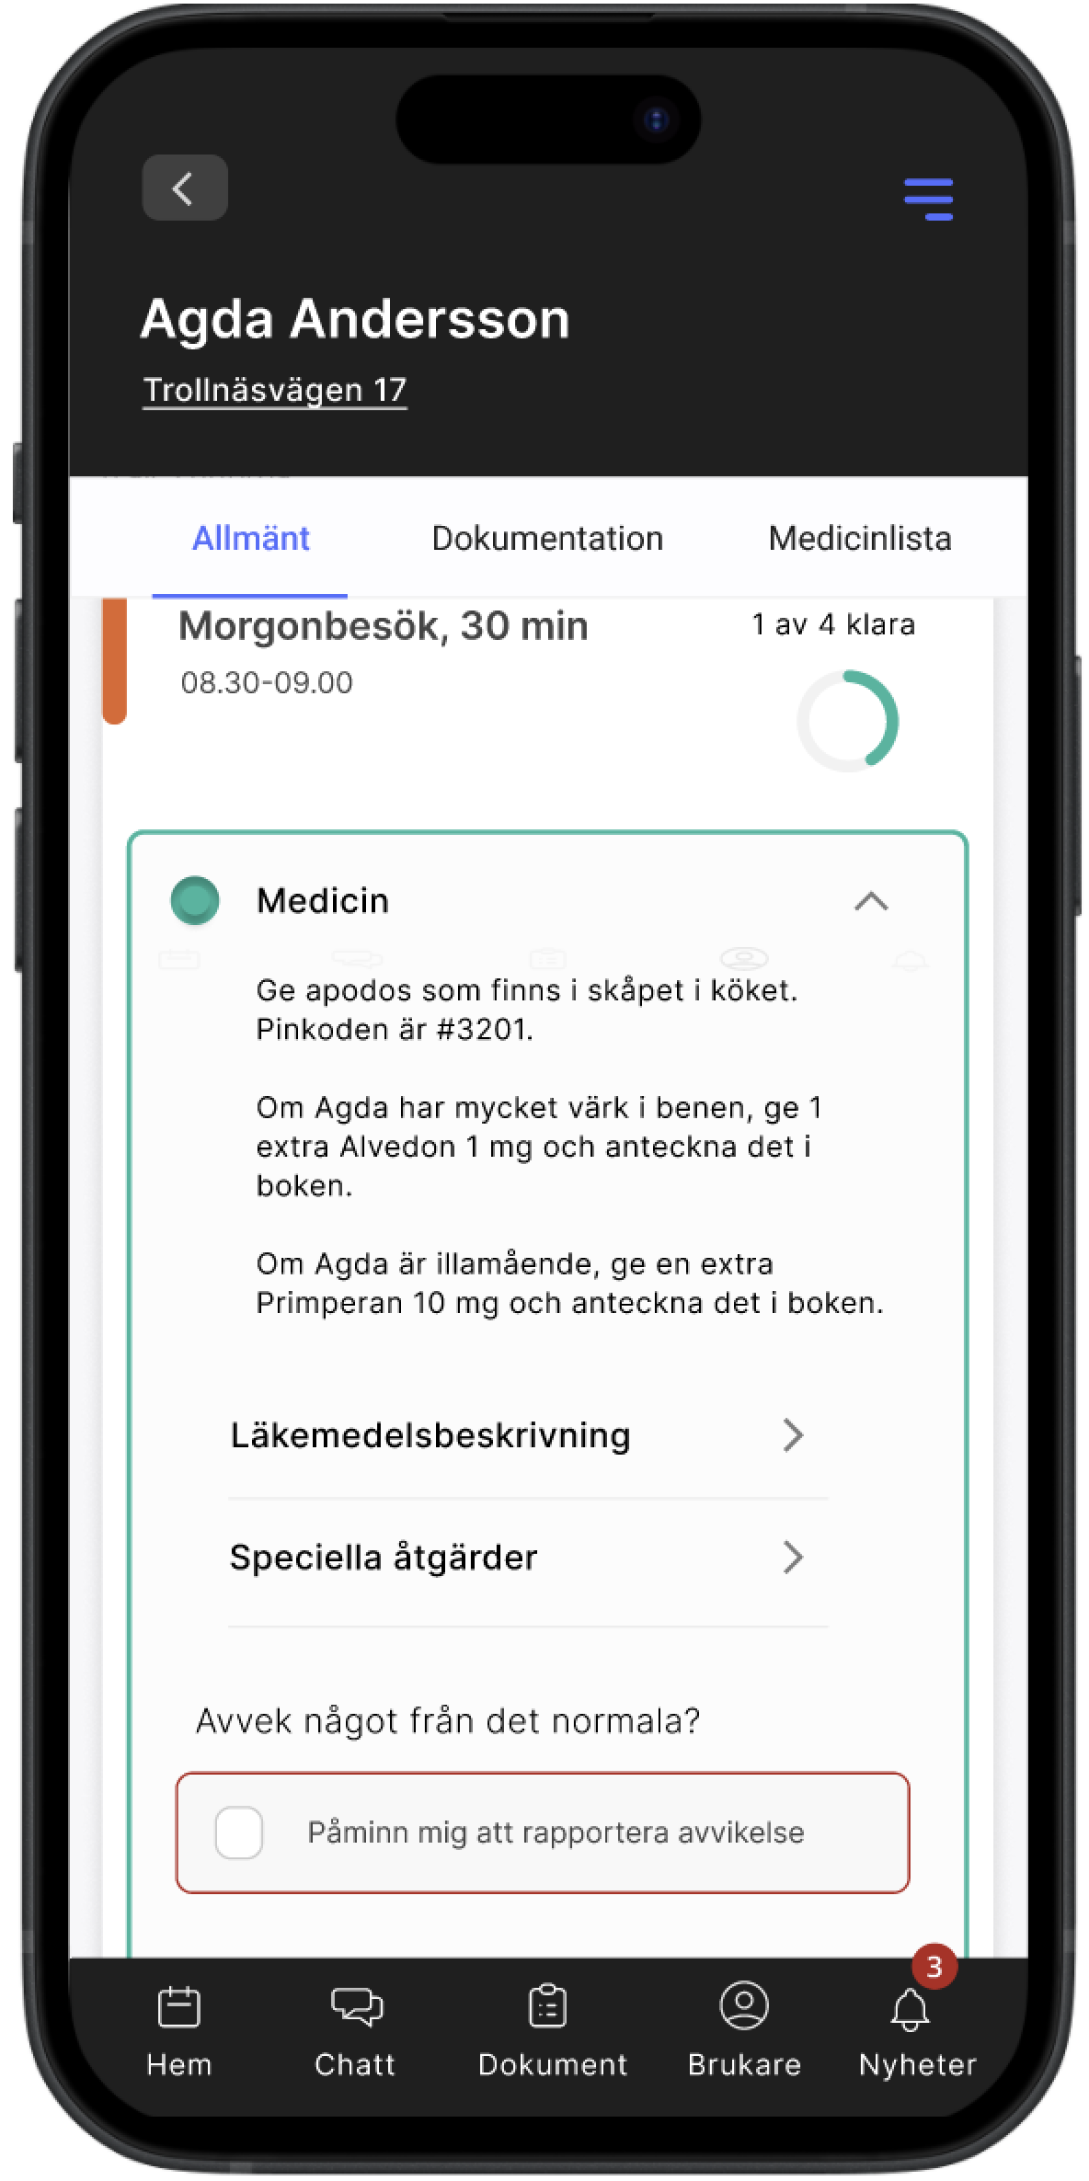 Agda Andersson
Trollnäsvägen 17
Allmänt Dokumentation Medicinlista
Morgonbesök, 30 min
1 av 4 klara
08.30-09.00
Medicin
Ge apodos som finns i skåpet i köket.
Pinkoden är #3201.
Om Agda har mycket värk i benen, ge 1
extra Alvedon 1 mg och anteckna det i
boken.
Om Agda är illamående, ge en extra
Primperan 10 mg och anteckna det i boken.
Läkemedelsbeskrivning
Speciella åtgärder
Avvek något från det normala?
Påminn mig att rapportera avvikelse
3
Hem Chatt Dokument Brukare Nyheter